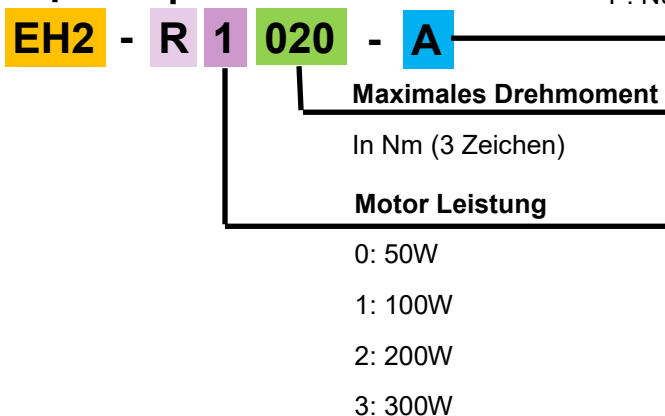 EH2 - R 1 020 - A
Maximales Drehmoment
In Nm (3 Zeichen)
Motor Leistung
0: 50W
1: 100W
2: 200W
3: 300W